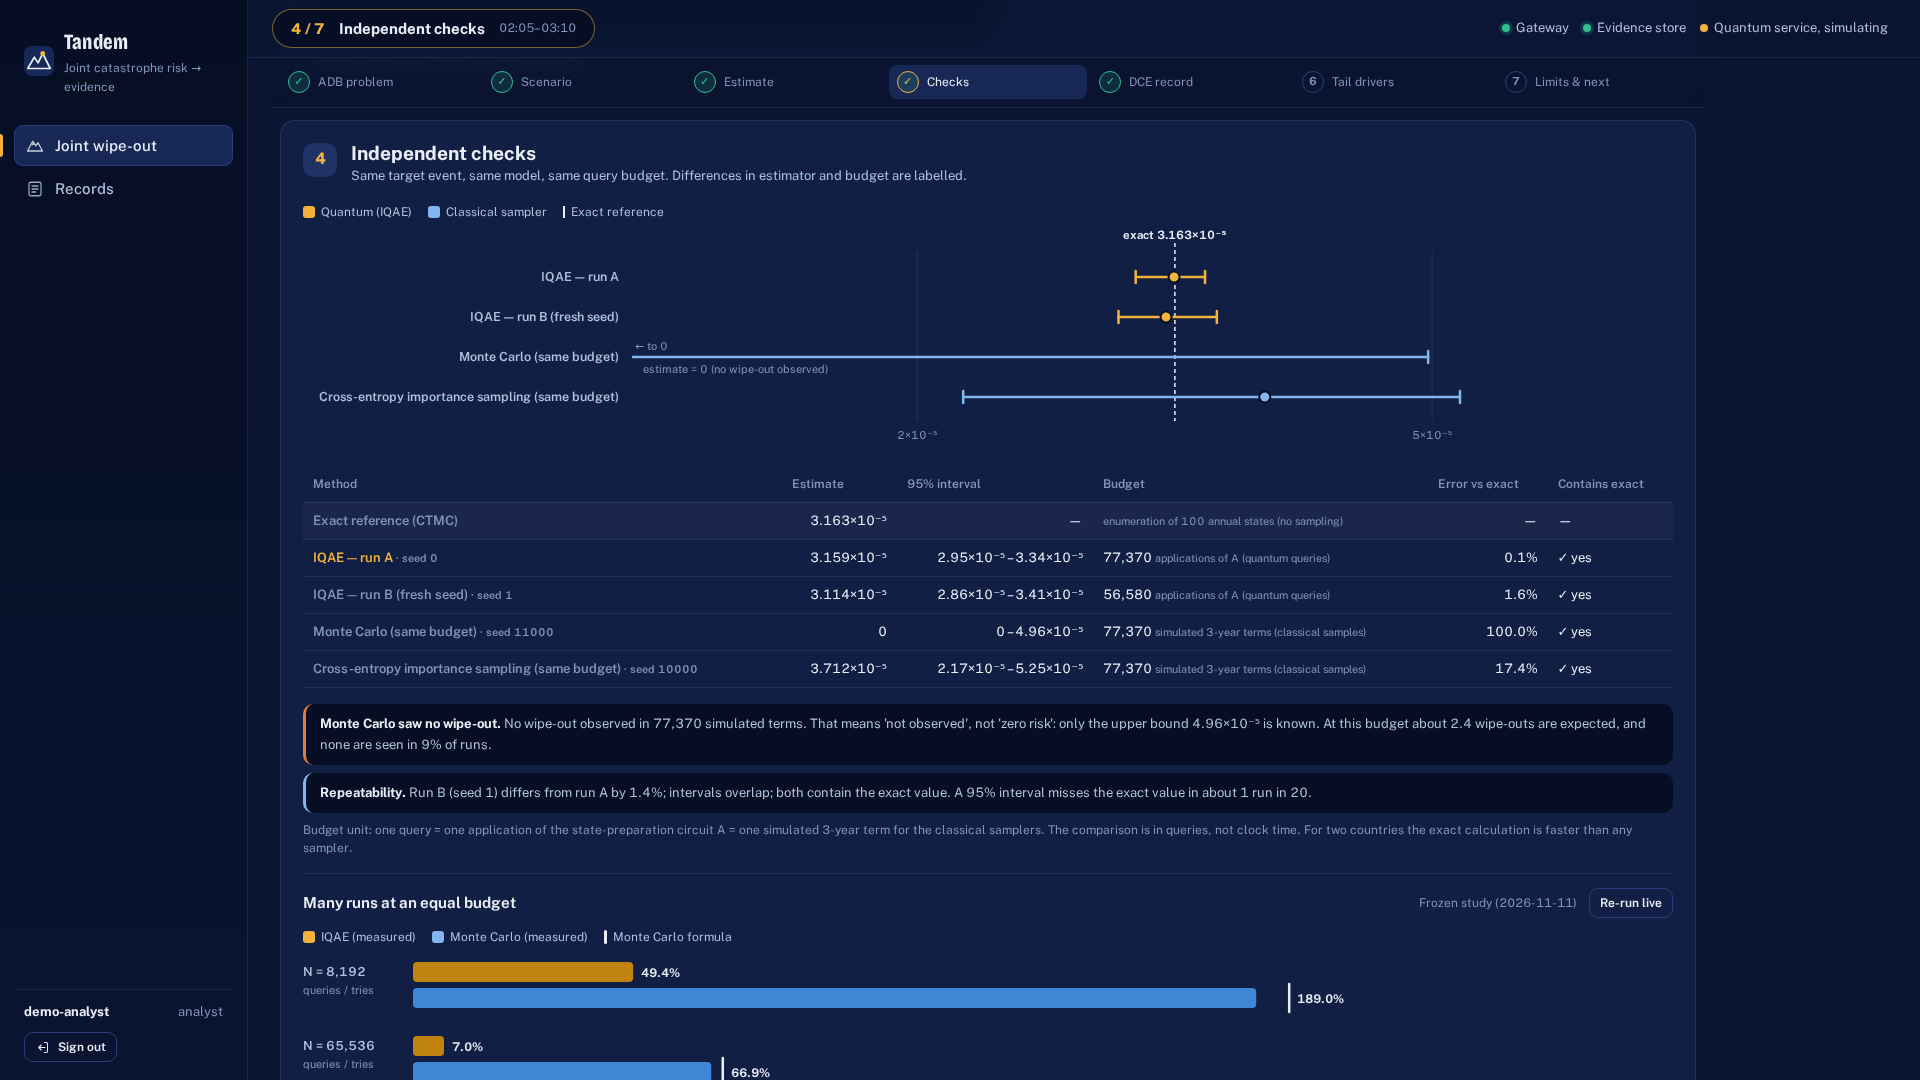 Tandem
Joint catastrophe risk →
evidence
Joint wipe-out
Records
demo-analyst
analyst
Sign out
4 / 7 Independent checks 02:05–03:10
Gateway
Evidence store
Quantum service, simulating
✓ ADB problem
✓ Scenario
✓ Estimate
✓ Checks
✓ DCE record
6 Tail drivers
7 Limits & next
4
Independent checks
Same target event, same model, same query budget. Differences in estimator and budget are labelled.
Quantum (IQAE)
Classical sampler
Exact reference
exact 3.163×10⁻⁵
IQAE — run A
IQAE — run B (fresh seed)
Monte Carlo (same budget)
← to 0
estimate = 0 (no wipe-out observed)
Cross-entropy importance sampling (same budget)
2×10⁻⁵
5×10⁻⁵
Method Estimate 95% interval Budget Error vs exact Contains exact
Exact reference (CTMC) 3.163×10⁻⁵ — enumeration of 100 annual states (no sampling) — —
IQAE — run A · seed 0 3.159×10⁻⁵ 2.95×10⁻⁵–3.34×10⁻⁵ 77,370 applications of A (quantum queries) 0.1% ✓ yes
IQAE — run B (fresh seed) · seed 1 3.114×10⁻⁵ 2.86×10⁻⁵–3.41×10⁻⁵ 56,580 applications of A (quantum queries) 1.6% ✓ yes
Monte Carlo (same budget) · seed 11000 0 0–4.96×10⁻⁵ 77,370 simulated 3-year terms (classical samples) 100.0% ✓ yes
Cross-entropy importance sampling (same budget) · seed 10000 3.712×10⁻⁵ 2.17×10⁻⁵–5.25×10⁻⁵ 77,370 simulated 3-year terms (classical samples) 17.4% ✓ yes
Monte Carlo saw no wipe-out. No wipe-out observed in 77,370 simulated terms. That means 'not observed', not 'zero risk': only the upper bound 4.96×10⁻⁵ is known. At this budget about 2.4 wipe-outs are expected, and
none are seen in 9% of runs.
Repeatability. Run B (seed 1) differs from run A by 1.4%; intervals overlap; both contain the exact value. A 95% interval misses the exact value in about 1 run in 20.
Budget unit: one query = one application of the state-preparation circuit A = one simulated 3-year term for the classical samplers. The comparison is in queries, not clock time. For two countries the exact calculation is faster than any
sampler.
Many runs at an equal budget
Frozen study (2026-11-11)
Re-run live
IQAE (measured)
Monte Carlo (measured)
Monte Carlo formula
N = 8,192
queries / tries
49.4%
189.0%
N = 65,536
queries / tries
7.0%
66.9%